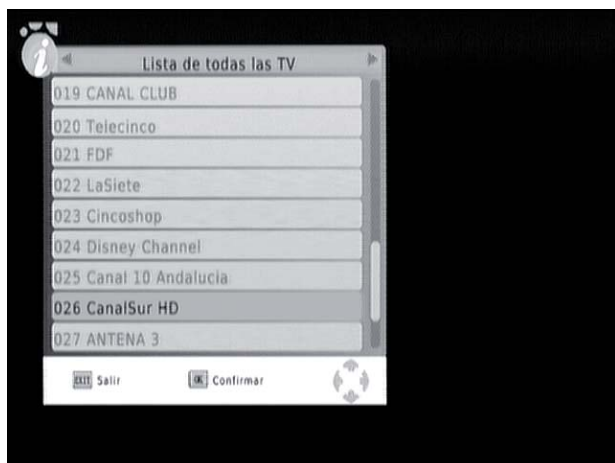 Lista de todas las TV
019 CANAL CLUB
020 Telecinco
021 FDF
022 LaSiete
023 Cincoshop
024 Disney Channel
025 Canal 10 Andalucia
026 CanalSur HD
027 ANTENA 3
EXIT Salir OK Confirmar